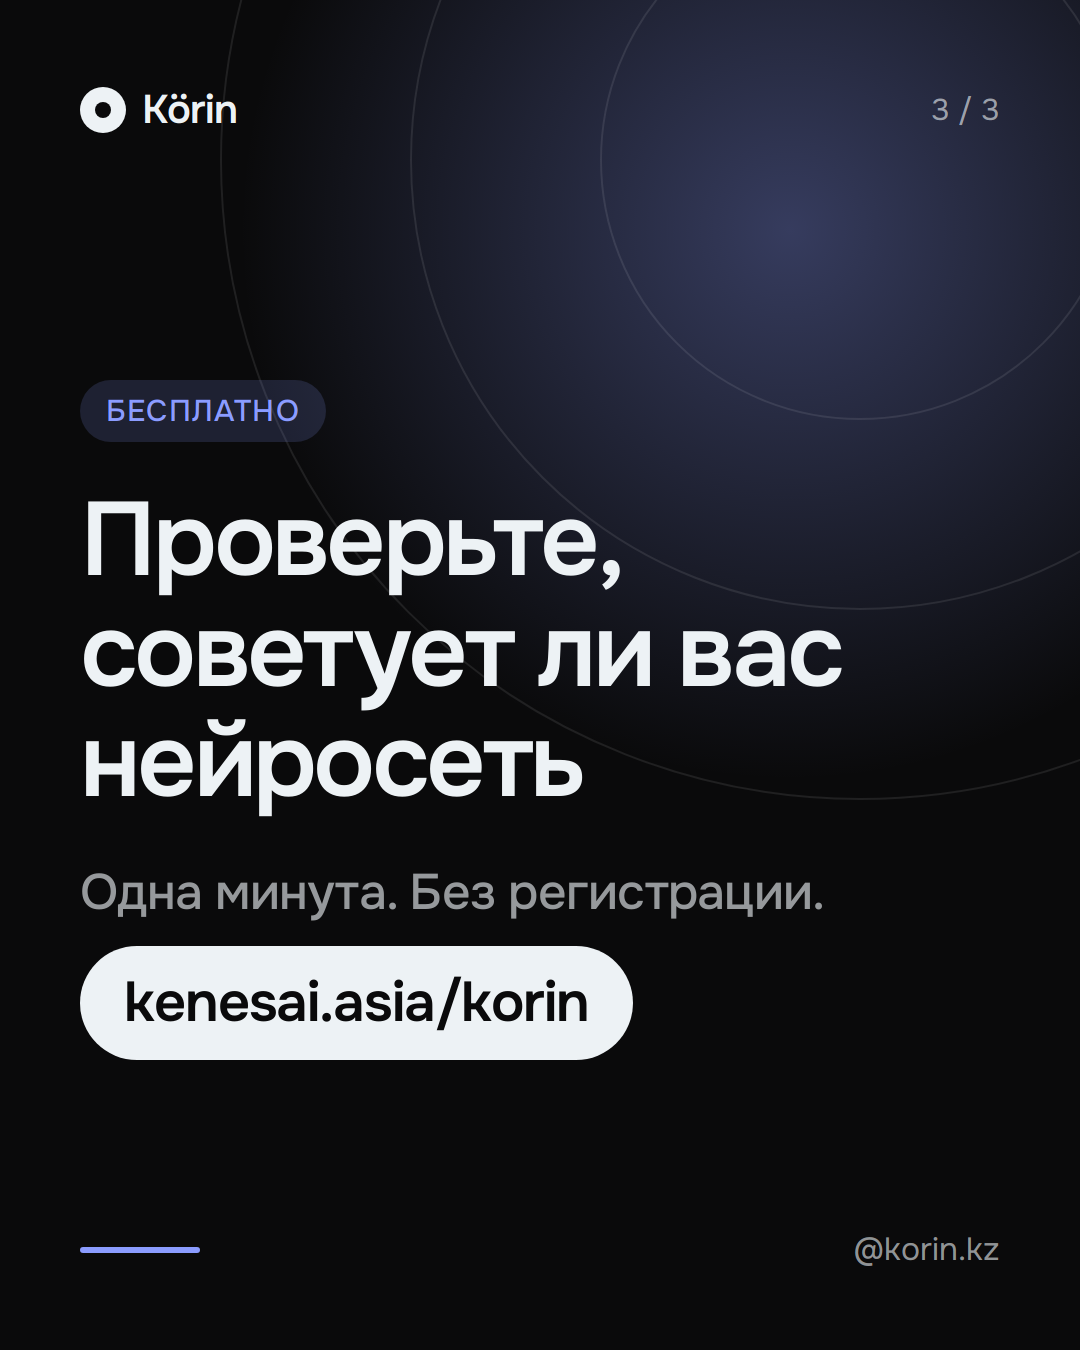 Körin
3 / 3
БЕСПЛАТНО
Проверьте,
советует ли вас
нейросеть
Одна минута. Без регистрации.
kenesai.asia/korin
@korin.kz